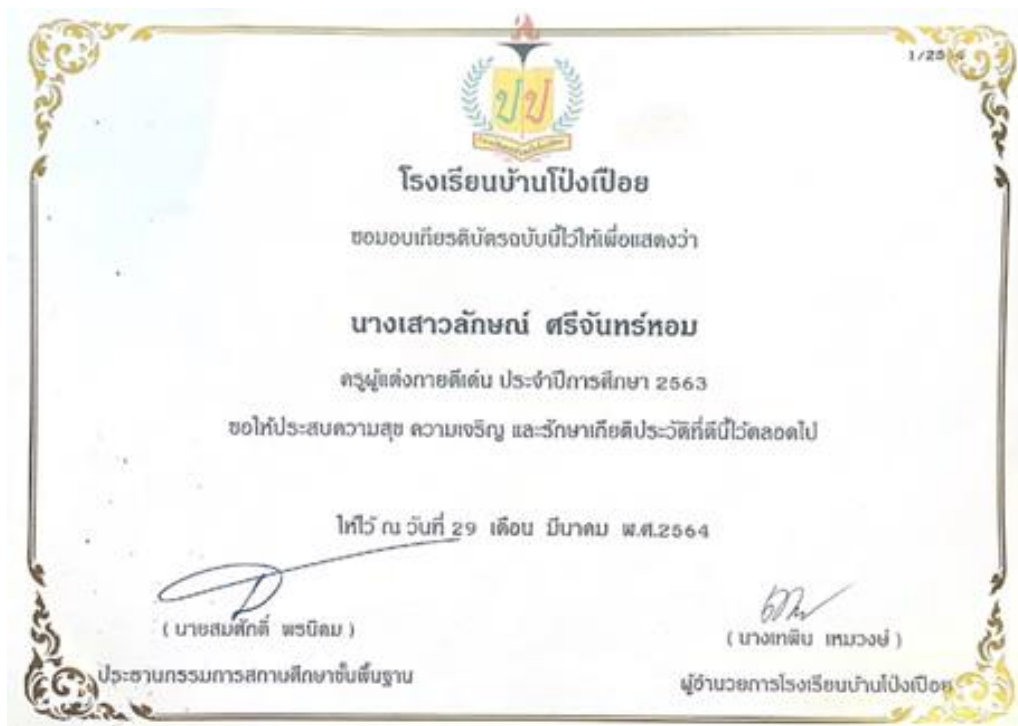 1/25
ปป
โรงเรียนบ้านโป่งเปือย
ขอมอบเกียรติบัตรฉบับนี้ไว้ให้เพื่อแสดงว่า
นางเสาวลักษณ์ ศรีจันทร์หอม
ครูผู้แต่งกายดีเด่น ประจำปีการศึกษา 2563
ขอให้ประสบความสุข ความเจริญ และรักษาเกียติประวัติที่ดีนี้ไว้ตลอดไป
ให้ไว้ ณ วันที่ 29 เดือน มีนาคม พ.ศ.2564
( นายสมศักดิ์ พรนิคม )
( นางเทพิน เหมวงษ์ )
ประธานกรรมการสถานศึกษาขั้นพื้นฐาน
ผู้อำนวยการโรงเรียนบ้านโป่งเปือย